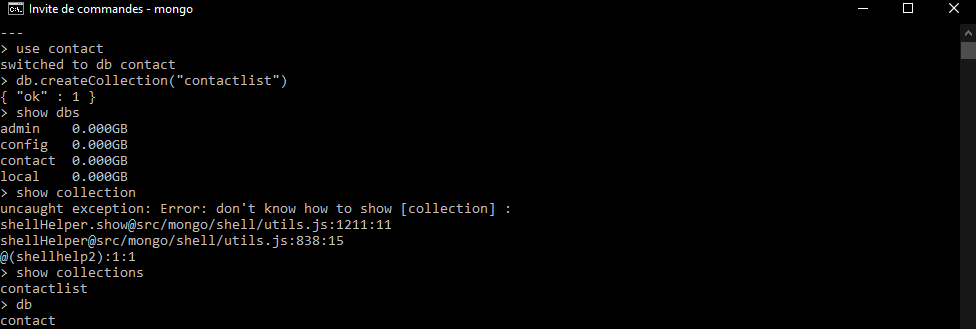 Invite de commandes - mongo
---
> use contact
switched to db contact
> db.createCollection("contactlist")
{ "ok" : 1 }
> show dbs
admin    0.000GB
config   0.000GB
contact  0.000GB
local    0.000GB
> show collection
uncaught exception: Error: don't know how to show [collection] :
shellHelper.show@src/mongo/shell/utils.js:1211:11
shellHelper@src/mongo/shell/utils.js:838:15
@(shellhelp2):1:1
> show collections
contactlist
> db
contact